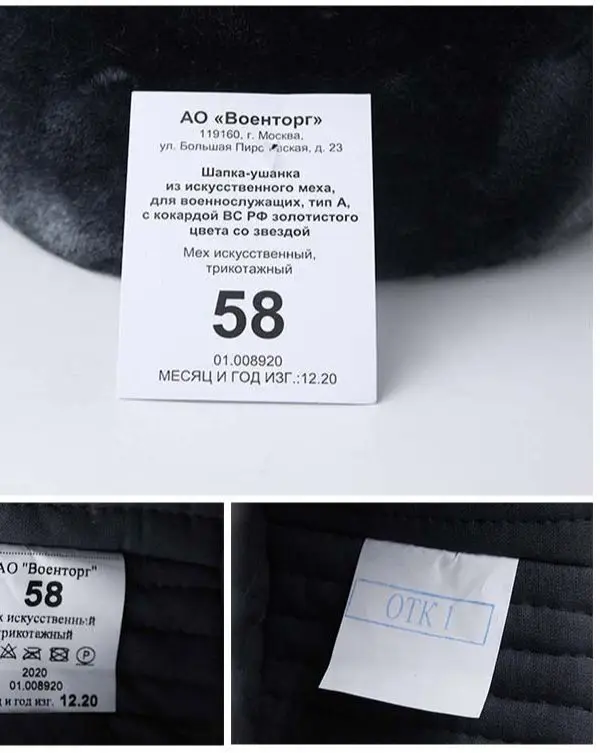 АО «Военторг»
119160, г. Москва.
ул. Большая д. 23
Шапка-ушанка
из искусственного меха,
для военнослужащих, тип А,
с кокардой ВС РФ золотистого
цвета со звездой
Мех искусственный,
трикотажный
58
01.008920
МЕСЯЦ И ГОД ИЗГ.:12.20
АО "Военторг"
58
искусственный
трикотажный
2020
01.008920
и год изг. 12.20
ОТК 1